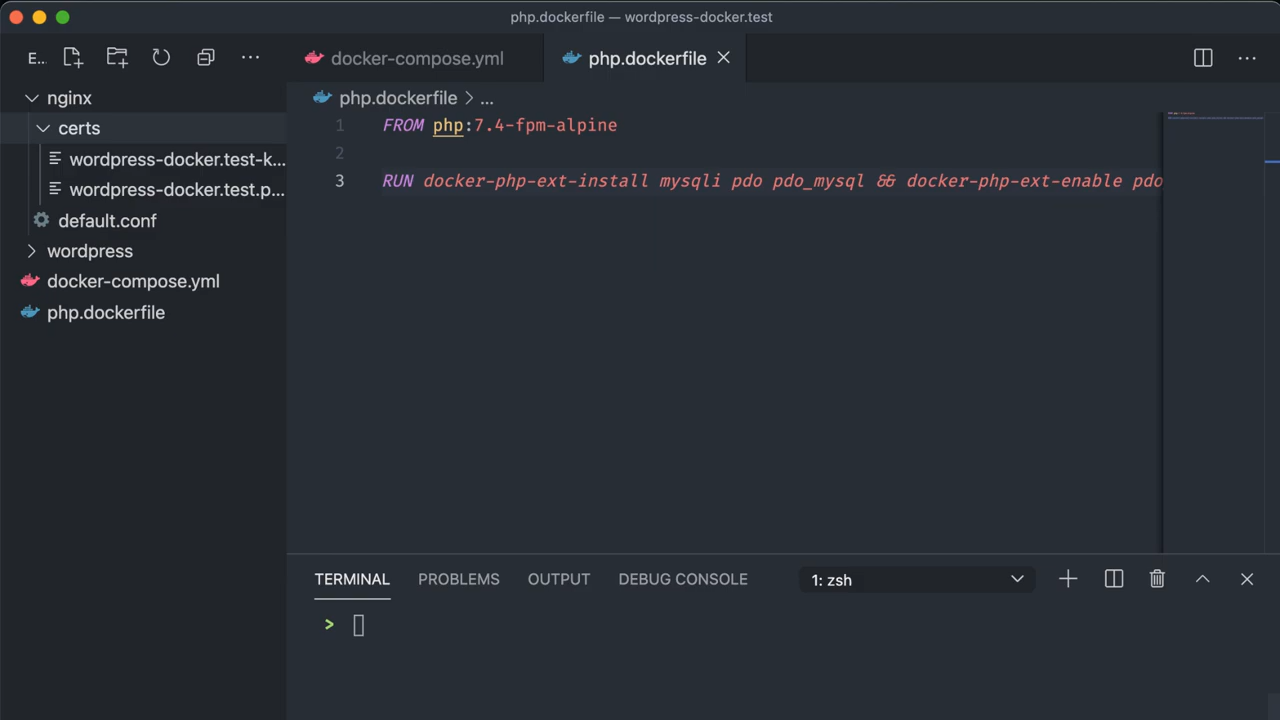 php.dockerfile — wordpress-docker.test
E...
docker-compose.yml
php.dockerfile
nginx
certs
wordpress-docker.test-k...
wordpress-docker.test.p...
default.conf
wordpress
docker-compose.yml
php.dockerfile
php.dockerfile > ...
1 FROM php:7.4-fpm-alpine
2
3 RUN docker-php-ext-install mysqli pdo pdo_mysql && docker-php-ext-enable pdo
TERMINAL PROBLEMS OUTPUT DEBUG CONSOLE 1: zsh
>